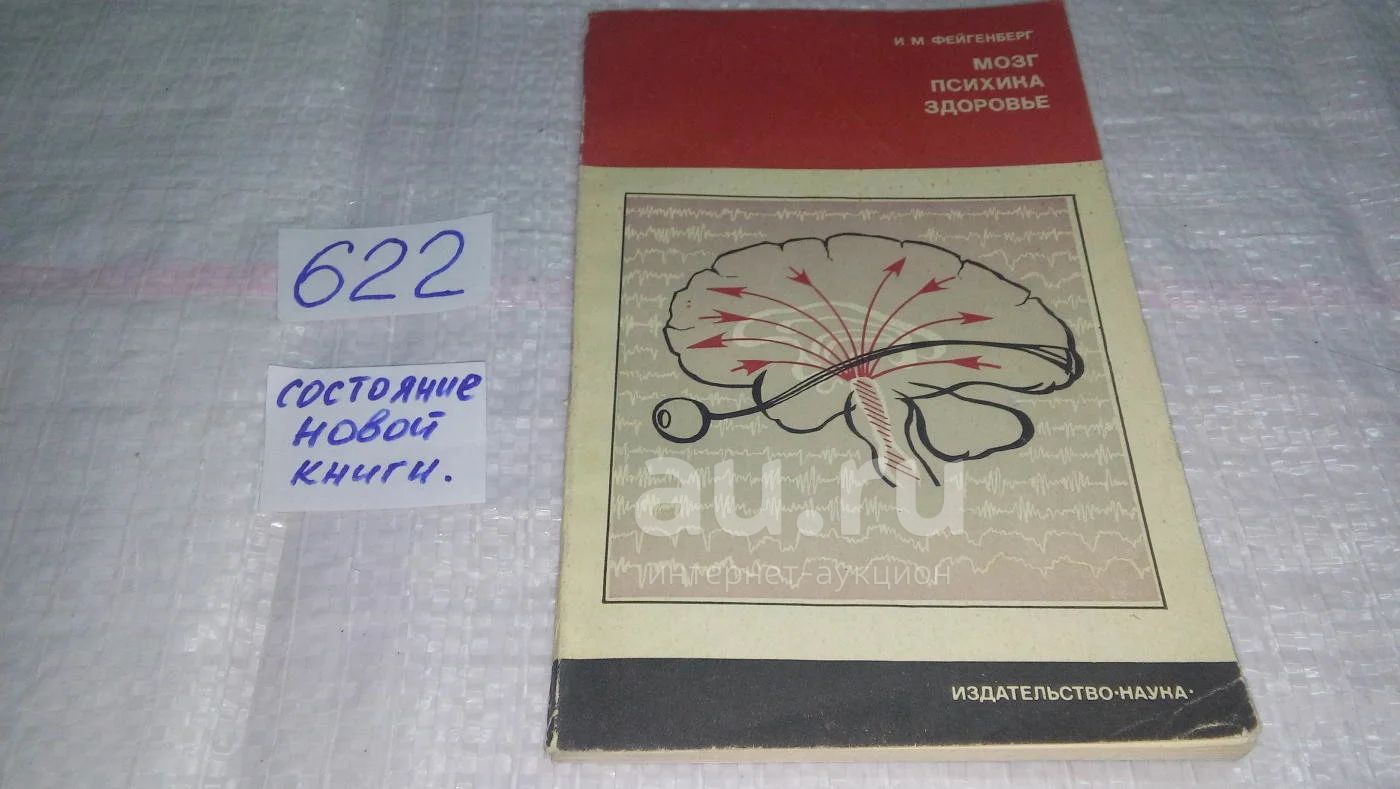 622
состояние
новой
книги.
И. М. ФЕЙГЕНБЕРГ
МОЗГ
ПСИХИКА
ЗДОРОВЬЕ
au.ru
интернет-аукцион
ИЗДАТЕЛЬСТВО·НАУКА·